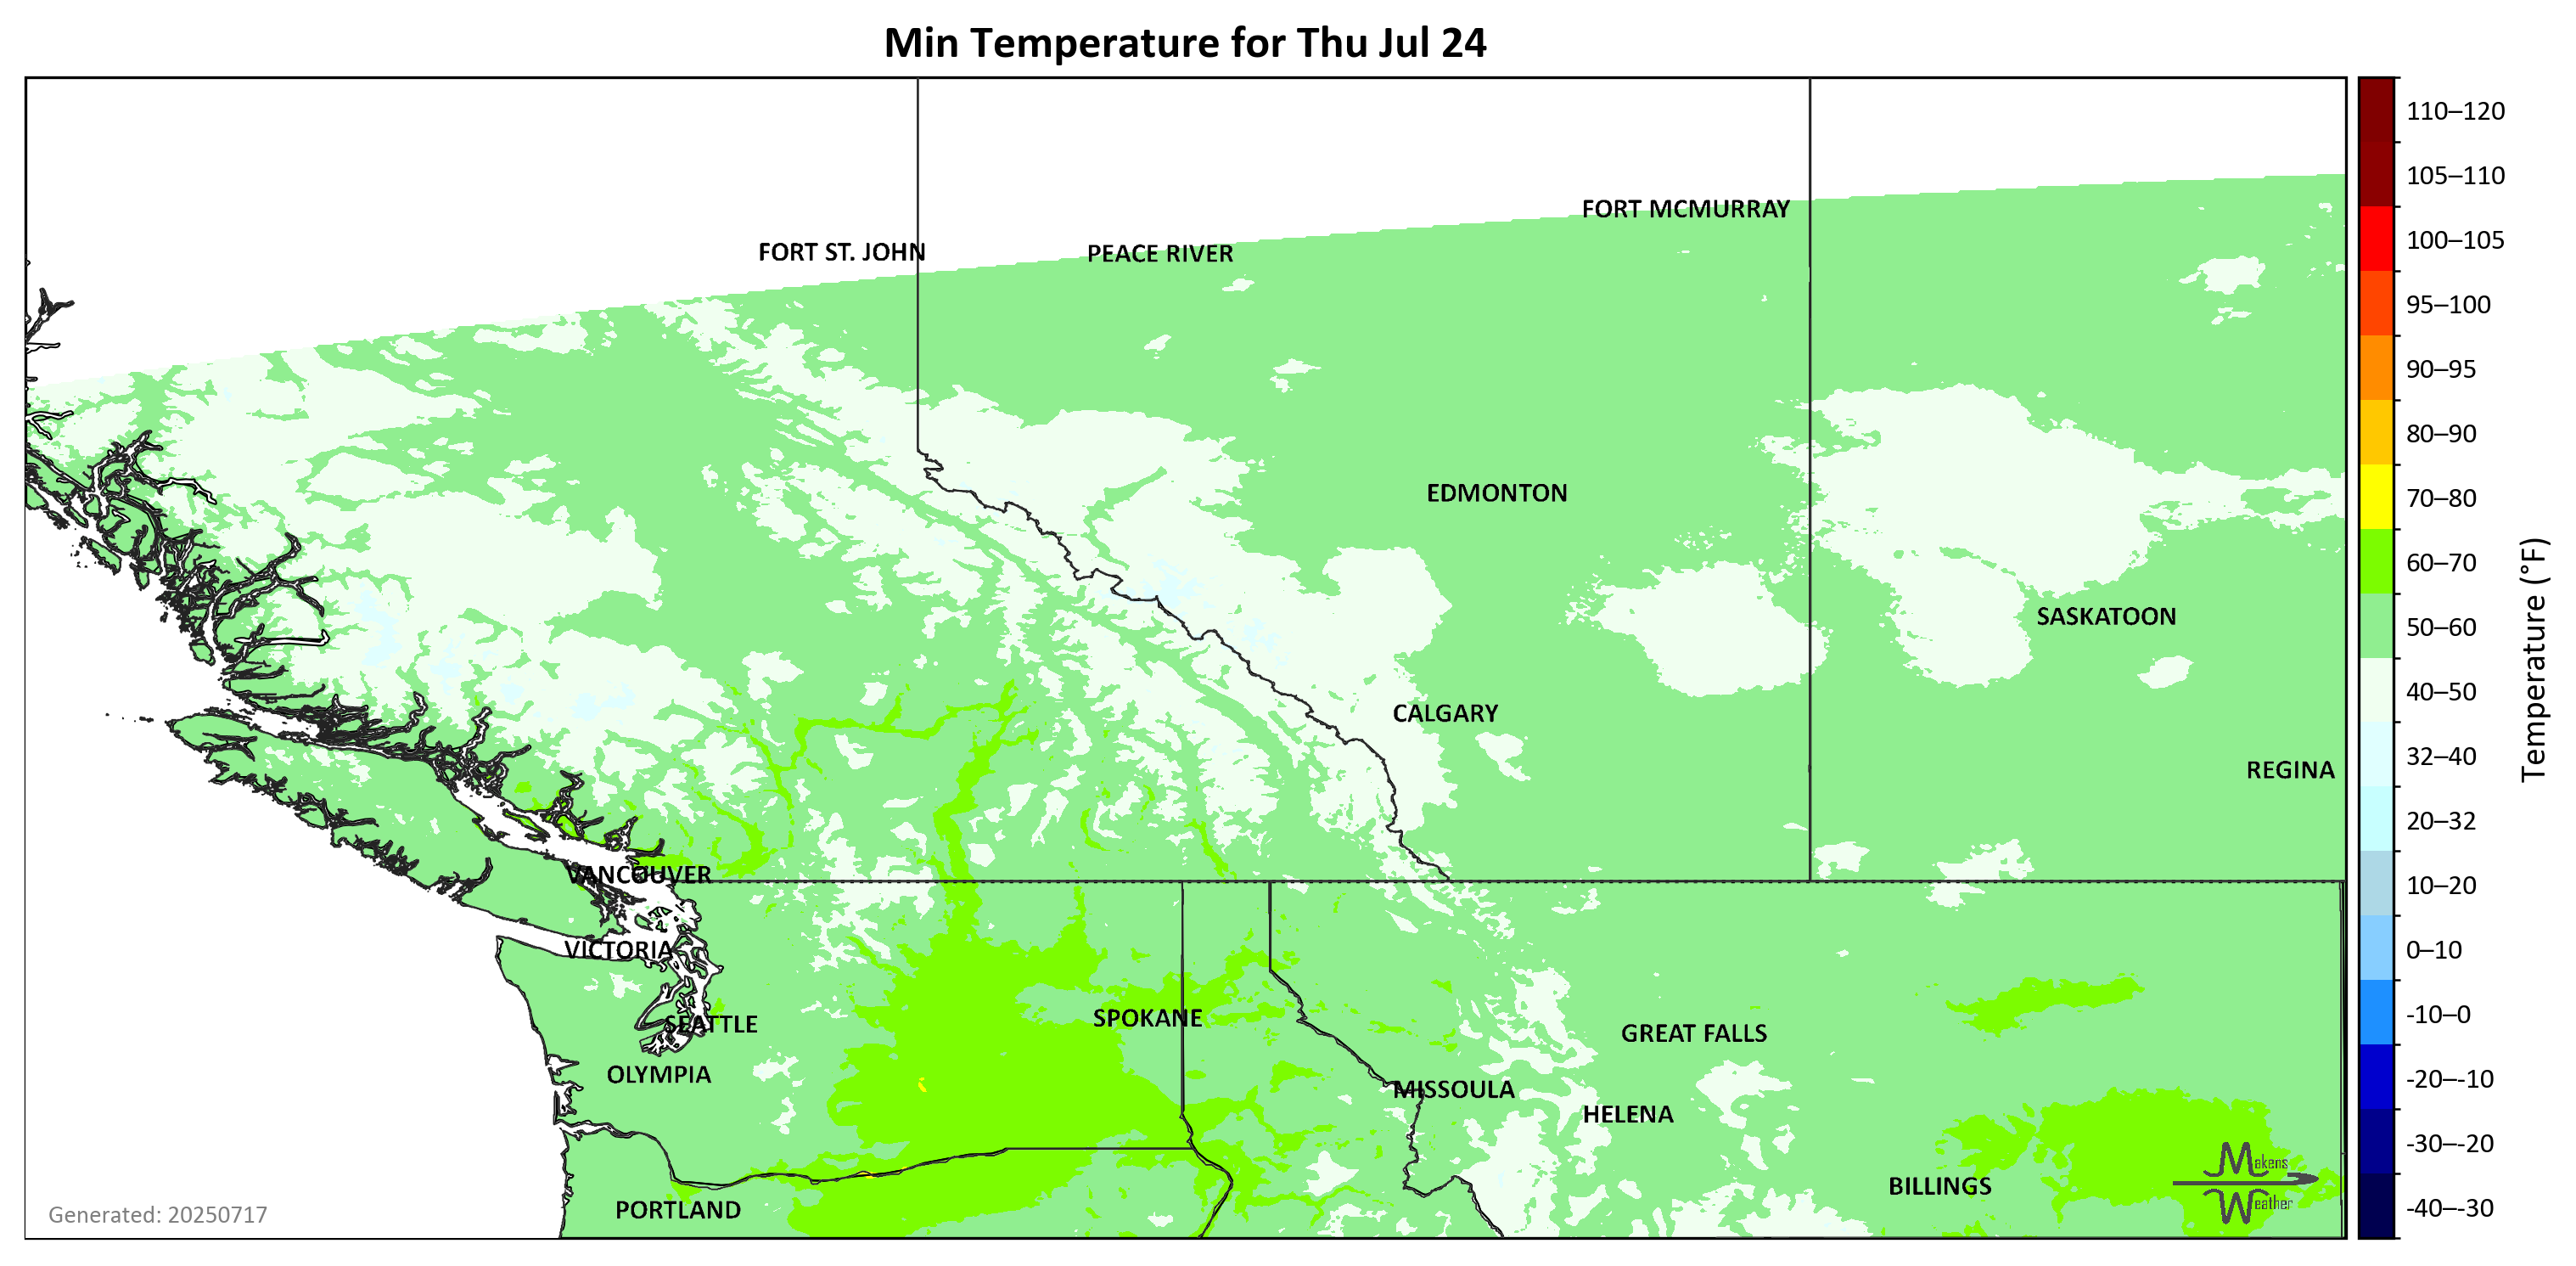 Min Temperature for Thu Jul 24
110–120
105–110
FORT MCMURRAY
100–105
FORT ST. JOHN
PEACE RIVER
95–100
90–95
80–90
EDMONTON
70–80
60–70
SASKATOON
50–60
40–50
CALGARY
32–40
REGINA
Temperature (°F)
20–32
VANCOUVER
10–20
VICTORIA
0–10
SPOKANE
-10–0
SEATTLE
GREAT FALLS
OLYMPIA
-20–-10
MISSOULA
HELENA
-30–-20
Makens
Weather
BILLINGS
PORTLAND
-40–-30
Generated: 20250717